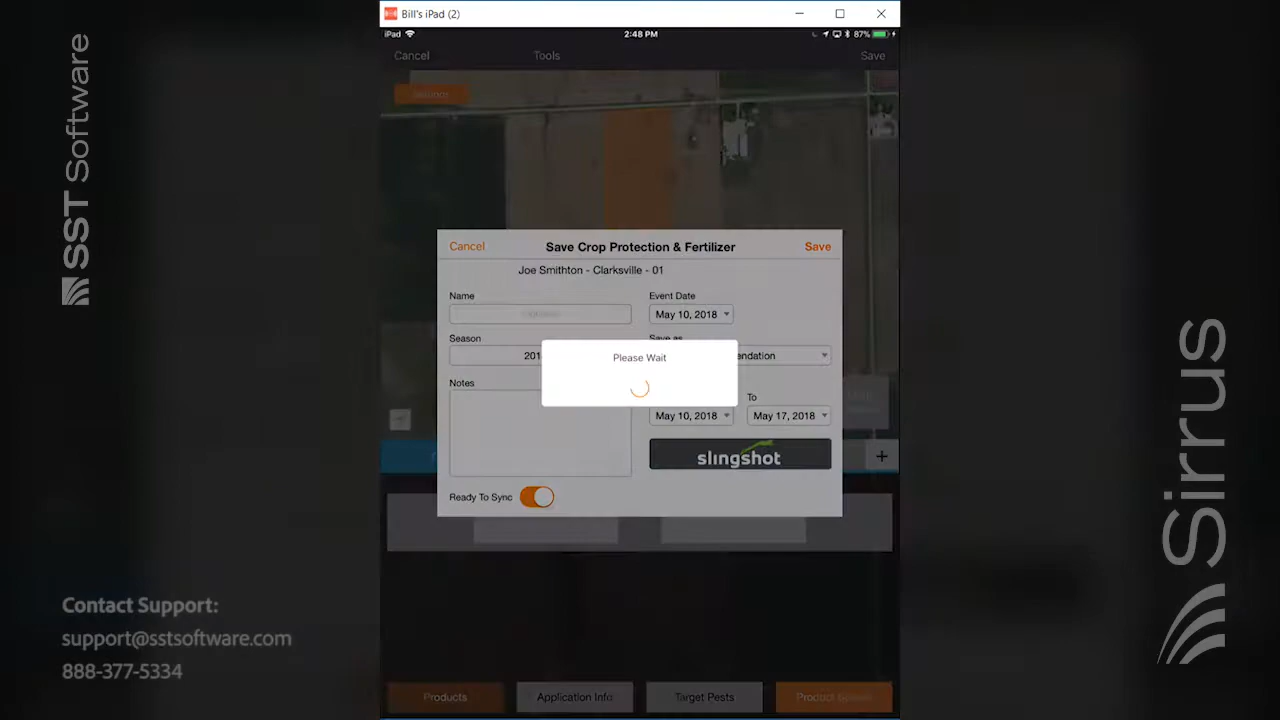 Bill's iPad (2)
iPad
2:48 PM
87%
Cancel
Tools
Save
SST Software
Cancel
Save Crop Protection & Fertilizer
Save
Joe Smithton - Clarksville - 01
Name
Event Date
May 10, 2018
Season
Save as
201
endation
Please Wait
Notes
To
May 10, 2018
May 17, 2018
slingshot
+
Ready To Sync
Sirrus
Contact Support:
support@sstsoftware.com
888-377-5334
Products
Application Info
Target Pests
Product